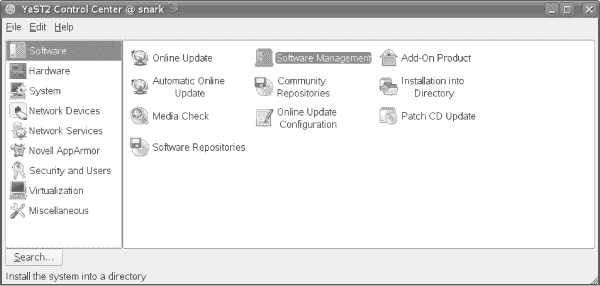 YaST2 Control Center @ snark
File Edit Help
Software
Hardware
System
Network Devices
Network Services
Novell AppArmor
Security and Users
Virtualization
Miscellaneous
Online Update
Software Management
Add-On Product
Automatic Online
Update
Community
Repositories
Installation into
Directory
Media Check
Online Update
Configuration
Patch CD Update
Software Repositories
Search...
Install the system into a directory